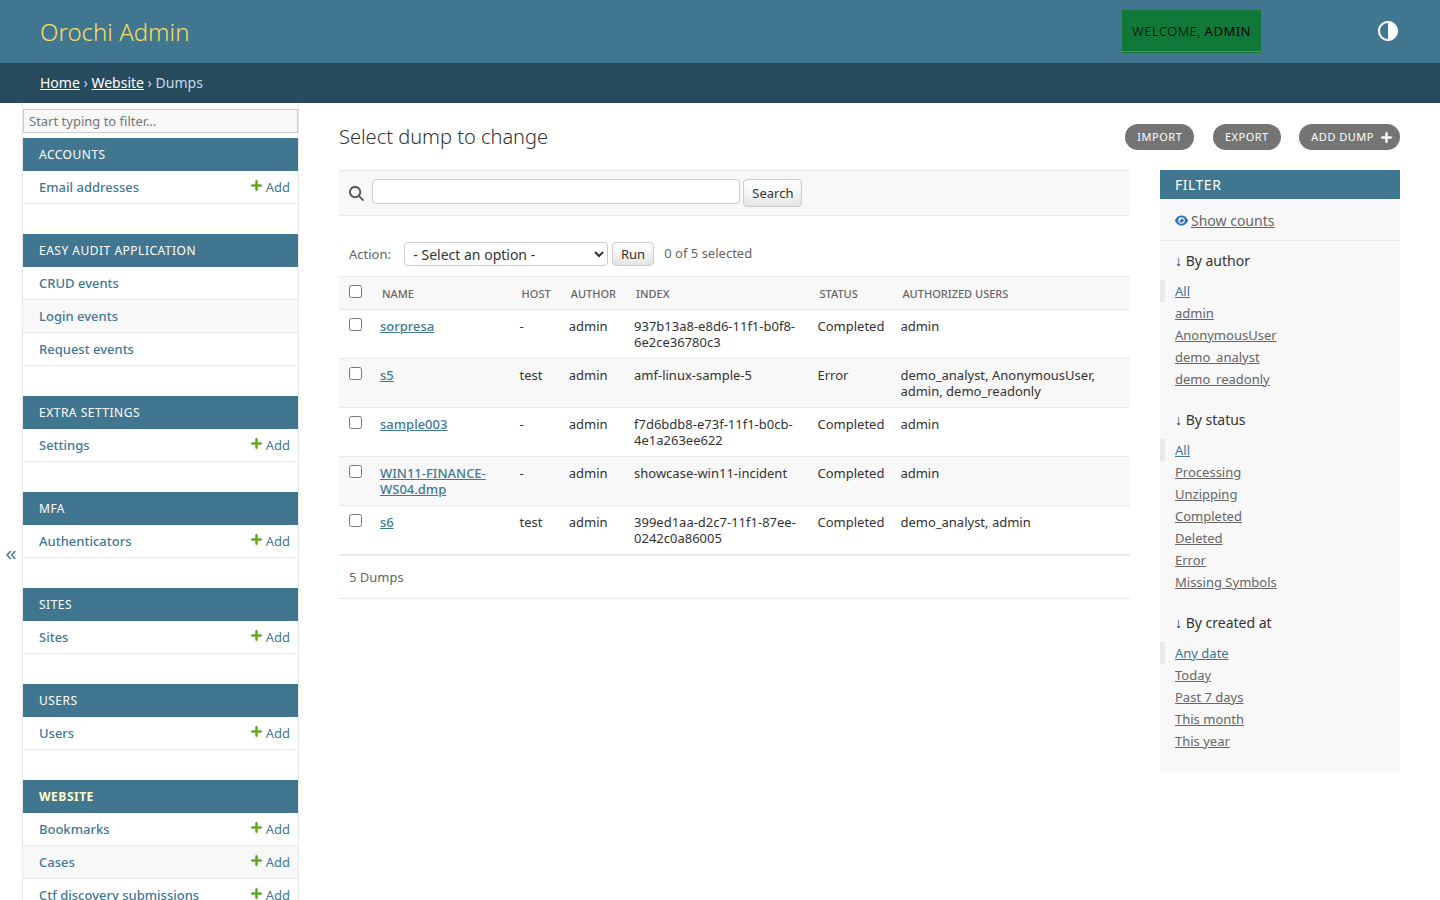 Orochi Admin
WELCOME, ADMIN
Home › Website › Dumps
Start typing to filter...
ACCOUNTS
Email addresses
Add
EASY AUDIT APPLICATION
CRUD events
Login events
Request events
EXTRA SETTINGS
Settings
Add
MFA
Authenticators
Add
«
SITES
Sites
Add
USERS
Users
Add
WEBSITE
Bookmarks
Add
Cases
Add
Ctf discovery submissions
Add
Select dump to change
IMPORT
EXPORT
ADD DUMP
Search
Action:
- Select an option -
Run
0 of 5 selected
NAME HOST AUTHOR INDEX STATUS AUTHORIZED USERS
sorpresa - admin 937b13a8-e8d6-11f1-b0f8- Completed admin
6e2ce36780c3
s5 test admin amf-linux-sample-5 Error demo_analyst, AnonymousUser,
admin, demo_readonly
sample003 - admin f7d6bdb8-e73f-11f1-b0cb- Completed admin
4e1a263ee622
WIN11-FINANCE- - admin showcase-win11-incident Completed admin
WS04.dmp
s6 test admin 399ed1aa-d2c7-11f1-87ee- Completed demo_analyst, admin
0242c0a86005
5 Dumps
FILTER
Show counts
↓ By author
All
admin
AnonymousUser
demo_analyst
demo_readonly
↓ By status
All
Processing
Unzipping
Completed
Deleted
Error
Missing Symbols
↓ By created at
Any date
Today
Past 7 days
This month
This year